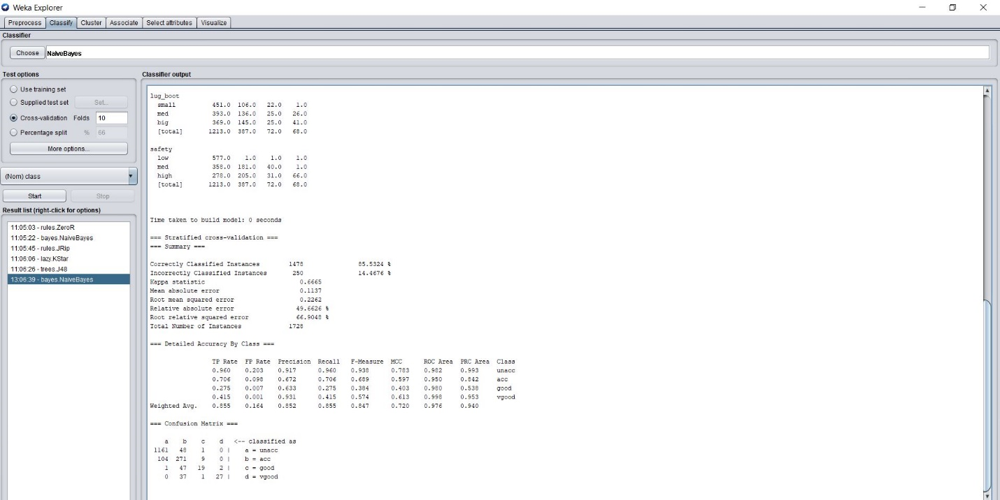 Weka Explorer
Preprocess Classify Cluster Associate Select attributes Visualize
Classifier
Choose NaiveBayes
Test options
Use training set
Supplied test set Set...
Cross-validation Folds 10
Percentage split % 66
More options...
(Nom) class
Start Stop
Result list (right-click for options)
11:05:03 - rules.ZeroR
11:05:22 - bayes.NaiveBayes
11:05:45 - rules.JRip
11:06:06 - lazy.KStar
11:06:26 - trees.J48
13:06:39 - bayes.NaiveBayes
Classifier output
lug_boot
small 451.0 106.0 22.0 1.0
med 393.0 136.0 25.0 26.0
big 369.0 145.0 25.0 41.0
[total] 1213.0 387.0 72.0 68.0
safety
low 577.0 1.0 1.0 1.0
med 358.0 181.0 40.0 1.0
high 278.0 205.0 31.0 66.0
[total] 1213.0 387.0 72.0 68.0
Time taken to build model: 0 seconds
=== Stratified cross-validation ===
=== Summary ===
Correctly Classified Instances 1478 85.5324 %
Incorrectly Classified Instances 250 14.4676 %
Kappa statistic 0.6665
Mean absolute error 0.1137
Root mean squared error 0.2262
Relative absolute error 49.6626 %
Root relative squared error 66.9048 %
Total Number of Instances 1728
=== Detailed Accuracy By Class ===
TP Rate FP Rate Precision Recall F-Measure MCC ROC Area PRC Area Class
0.960 0.203 0.917 0.960 0.938 0.783 0.982 0.993 unacc
0.706 0.098 0.672 0.706 0.689 0.597 0.950 0.842 acc
0.275 0.007 0.633 0.275 0.384 0.403 0.980 0.538 good
0.415 0.001 0.931 0.415 0.574 0.613 0.998 0.953 vgood
Weighted Avg. 0.855 0.164 0.852 0.855 0.847 0.720 0.976 0.940
=== Confusion Matrix ===
a b c d <-- classified as
1161 48 1 0 | a = unacc
104 271 9 0 | b = acc
1 47 19 2 | c = good
0 37 1 27 | d = vgood